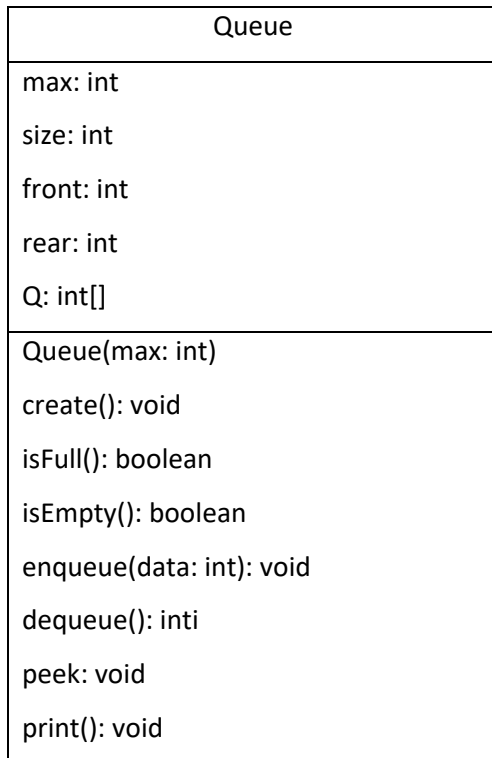 Queue
max: int
size: int
front: int
rear: int
Q: int[]
Queue(max: int)
create(): void
isFull(): boolean
isEmpty(): boolean
enqueue(data: int): void
dequeue(): inti
peek: void
print(): void